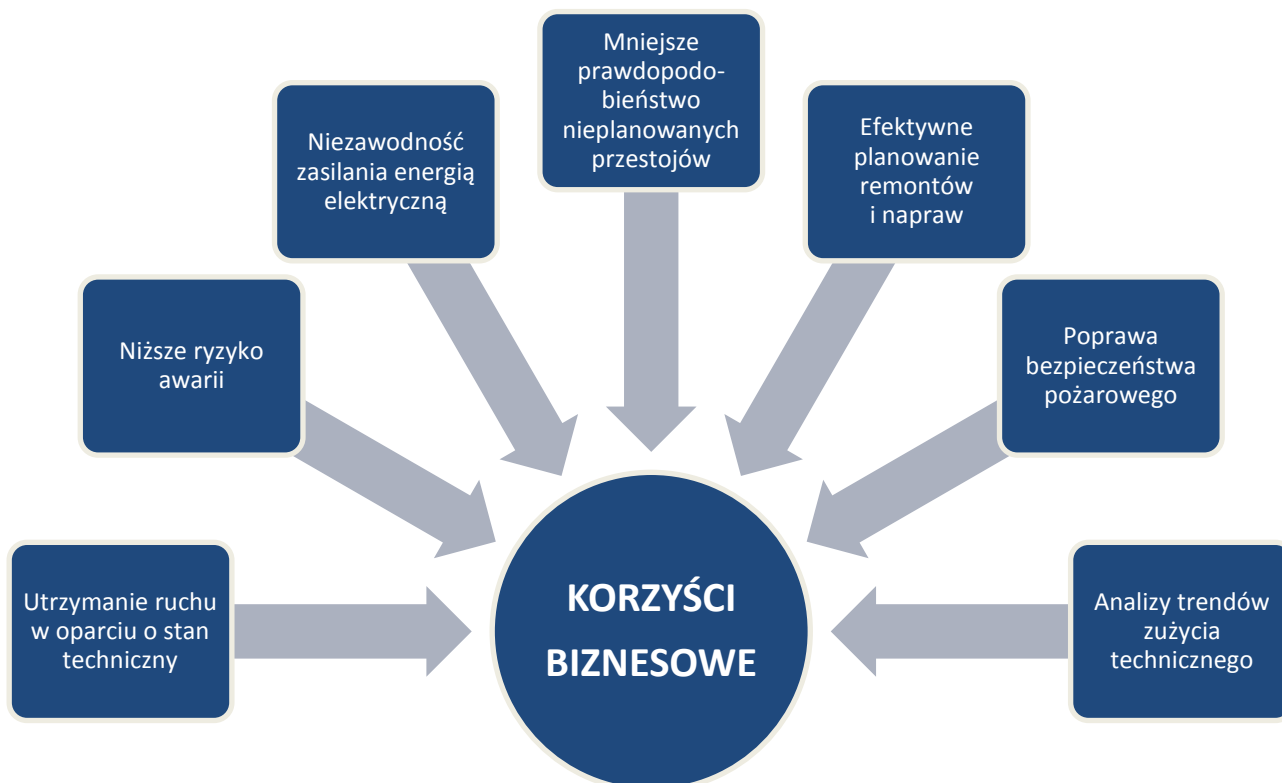 Mniejsze
prawdopodo-
bieństwo
nieplanowanych
przestojów
Niezawodność
zasilania energią
elektryczną
Efektywne
planowanie
remontów
i napraw
Niższe ryzyko
awarii
Poprawa
bezpieczeństwa
pożarowego
Utrzymanie ruchu
w oparciu o stan
techniczny
KORZYŚCI
BIZNESOWE
Analizy trendów
zużycia
technicznego